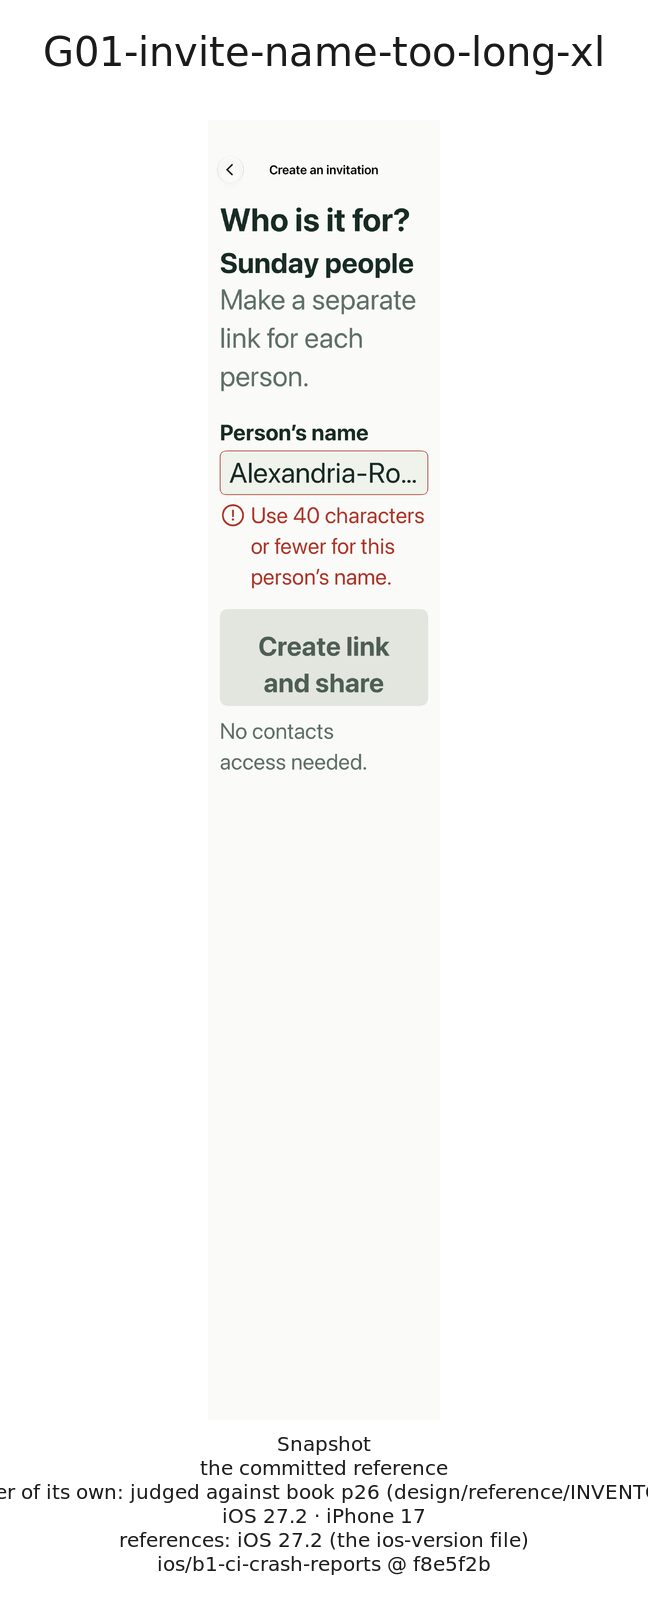 G01-invite-name-too-long-xl
Create an invitation
Who is it for?
Sunday people
Make a separate
link for each
person.
Person’s name
Alexandria-Ro…
Use 40 characters
or fewer for this
person’s name.
Create link
and share
No contacts
access needed.
Snapshot
the committed reference
er of its own: judged against book p26 (design/reference/INVENTO
iOS 27.2 · iPhone 17
references: iOS 27.2 (the ios-version file)
ios/b1-ci-crash-reports @ f8e5f2b